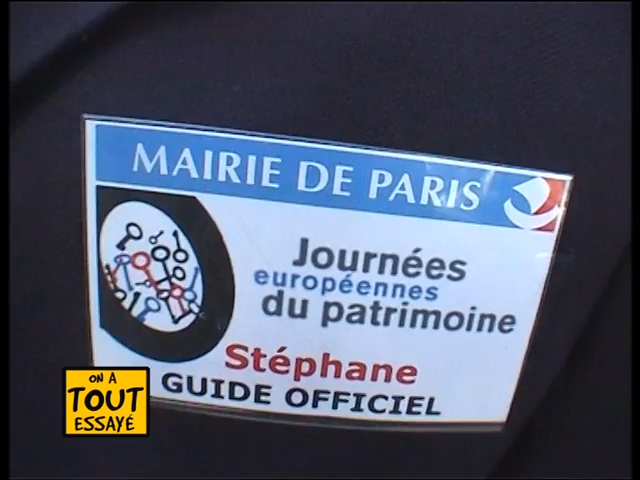 MAIRIE DE PARIS
Journées
européennes
du patrimoine
Stéphane
GUIDE OFFICIEL
ON A
TOUT
ESSAYÉ